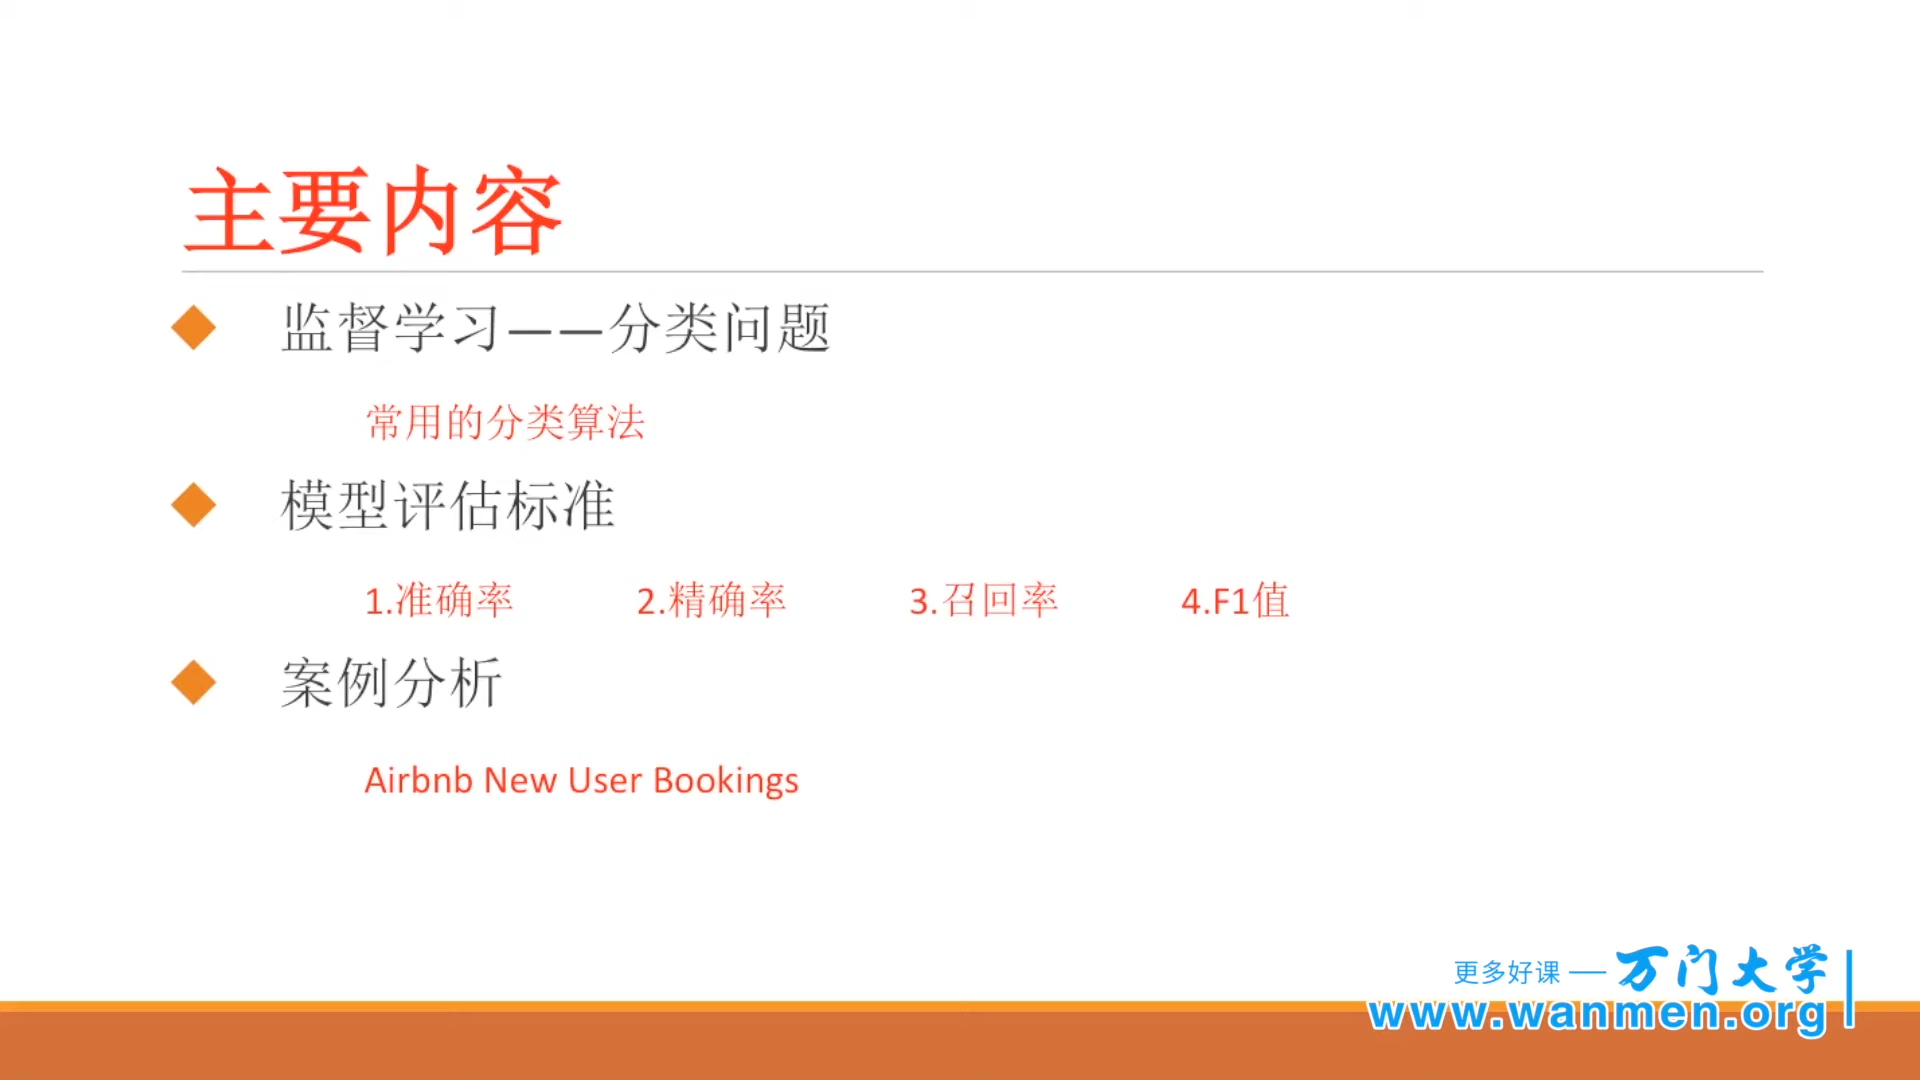 主要内容
监督学习——分类问题
常用的分类算法
模型评估标准
1.准确率 2.精确率 3.召回率 4.F1值
案例分析
Airbnb New User Bookings
更多好课 — 万门大学
www.wanmen.org